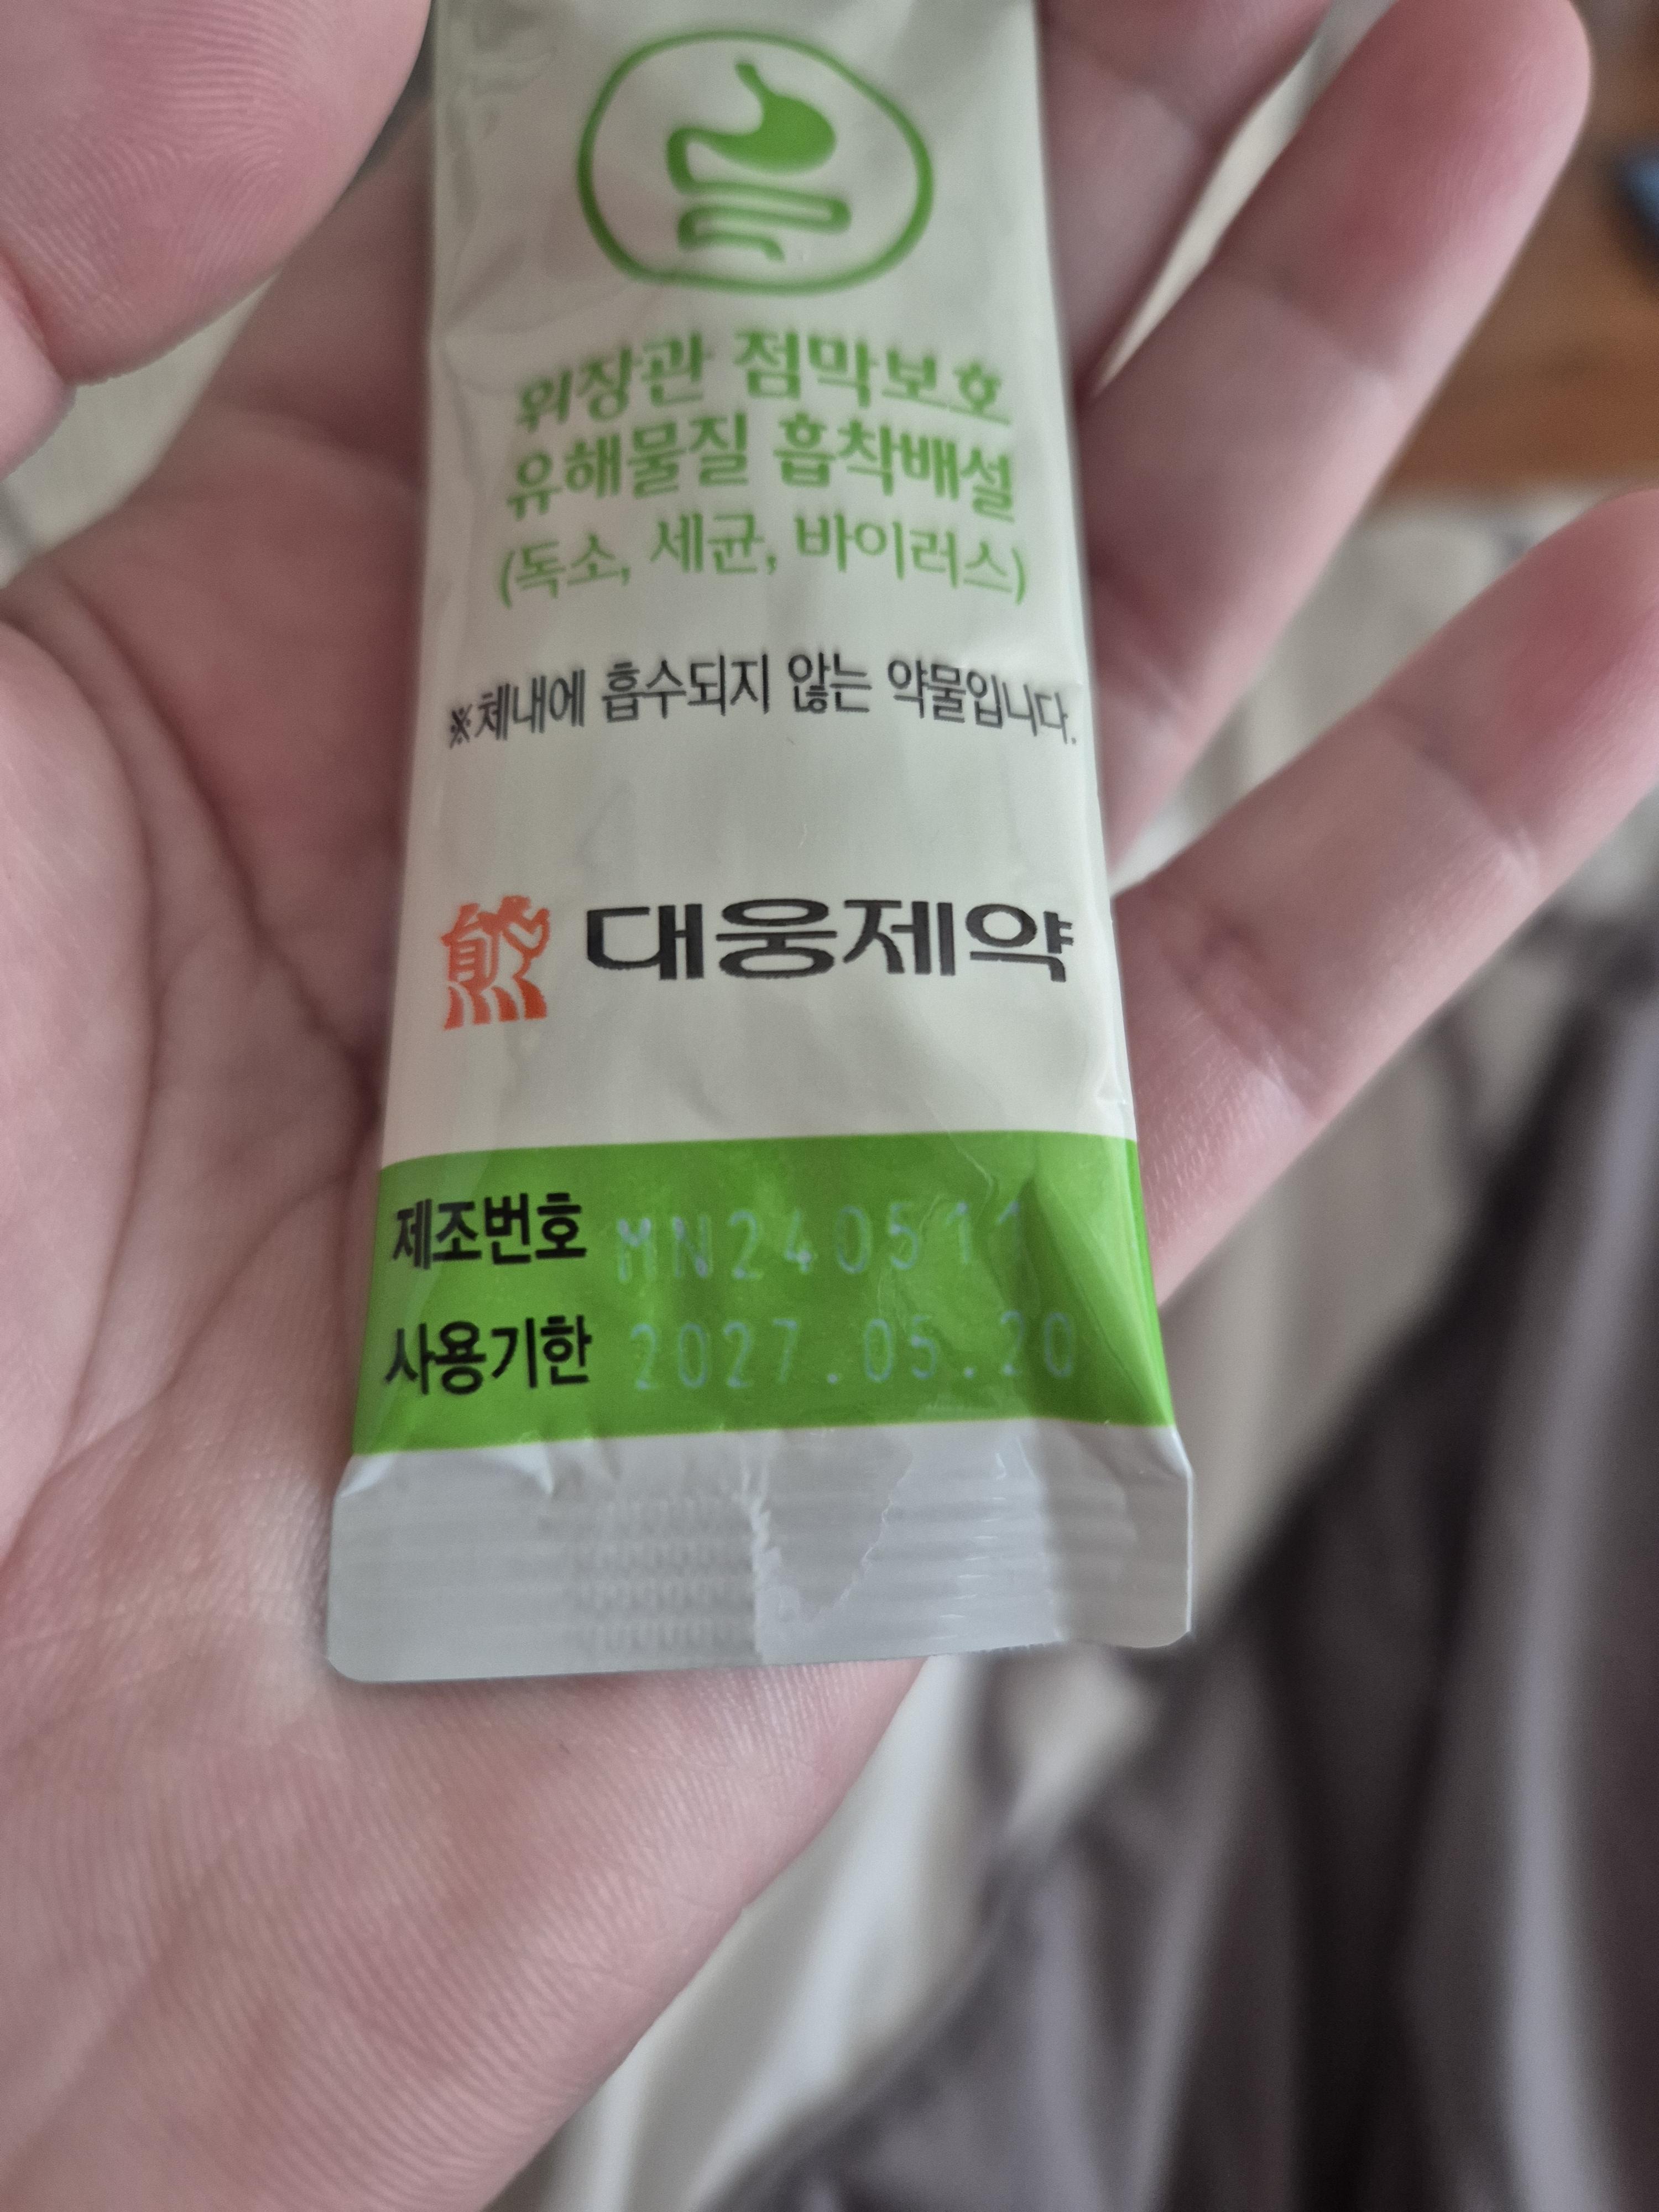 위장관 점막보호
유해물질 흡착배설
(독소, 세균, 바이러스)
※체내에 흡수되지 않는 약물입니다.
熊 대웅제약
제조번호 MN240511
사용기한 2027.05.20